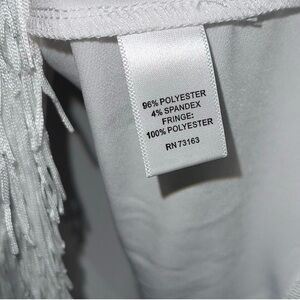 96% POLYESTER
4% SPANDEX
FRINGE:
100% POLYESTER
RN 73163